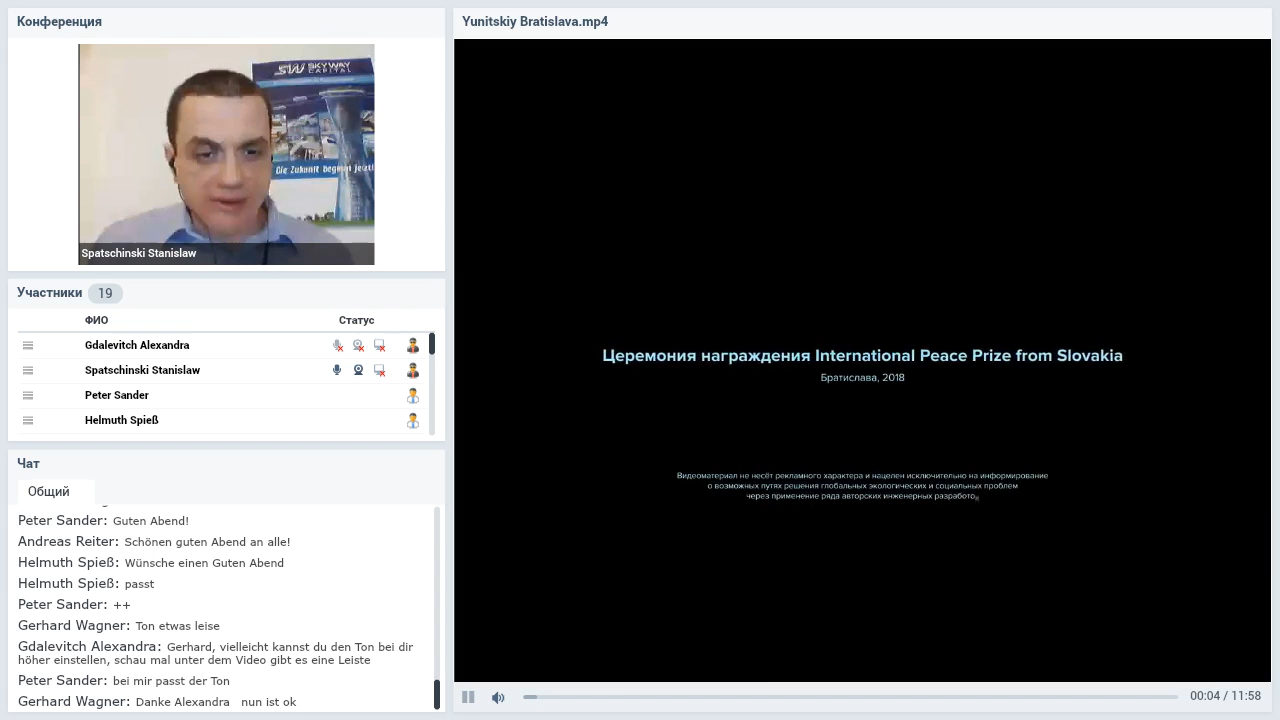 Конференция
SW SKYWAY
CAPITAL
Die Zukunft beginnt jetzt!
Spatschinski Stanislaw
Участники 19
ФИО Статус
Gdalevitch Alexandra
Spatschinski Stanislaw
Peter Sander
Helmuth Spieß
Чат
Общий
Peter Sander: Guten Abend!
Andreas Reiter: Schönen guten Abend an alle!
Helmuth Spieß: Wünsche einen Guten Abend
Helmuth Spieß: passt
Peter Sander: ++
Gerhard Wagner: Ton etwas leise
Gdalevitch Alexandra: Gerhard, vielleicht kannst du den Ton bei dir
höher einstellen, schau mal unter dem Video gibt es eine Leiste
Peter Sander: bei mir passt der Ton
Gerhard Wagner: Danke Alexandra nun ist ok
Yunitskiy Bratislava.mp4
Церемония награждения International Peace Prize from Slovakia
Братислава, 2018
Видеоматериал не несёт рекламного характера и нацелен исключительно на информирование
о возможных путях решения глобальных экологических и социальных проблем
через применение ряда авторских инженерных разработо
00:04 / 11:58